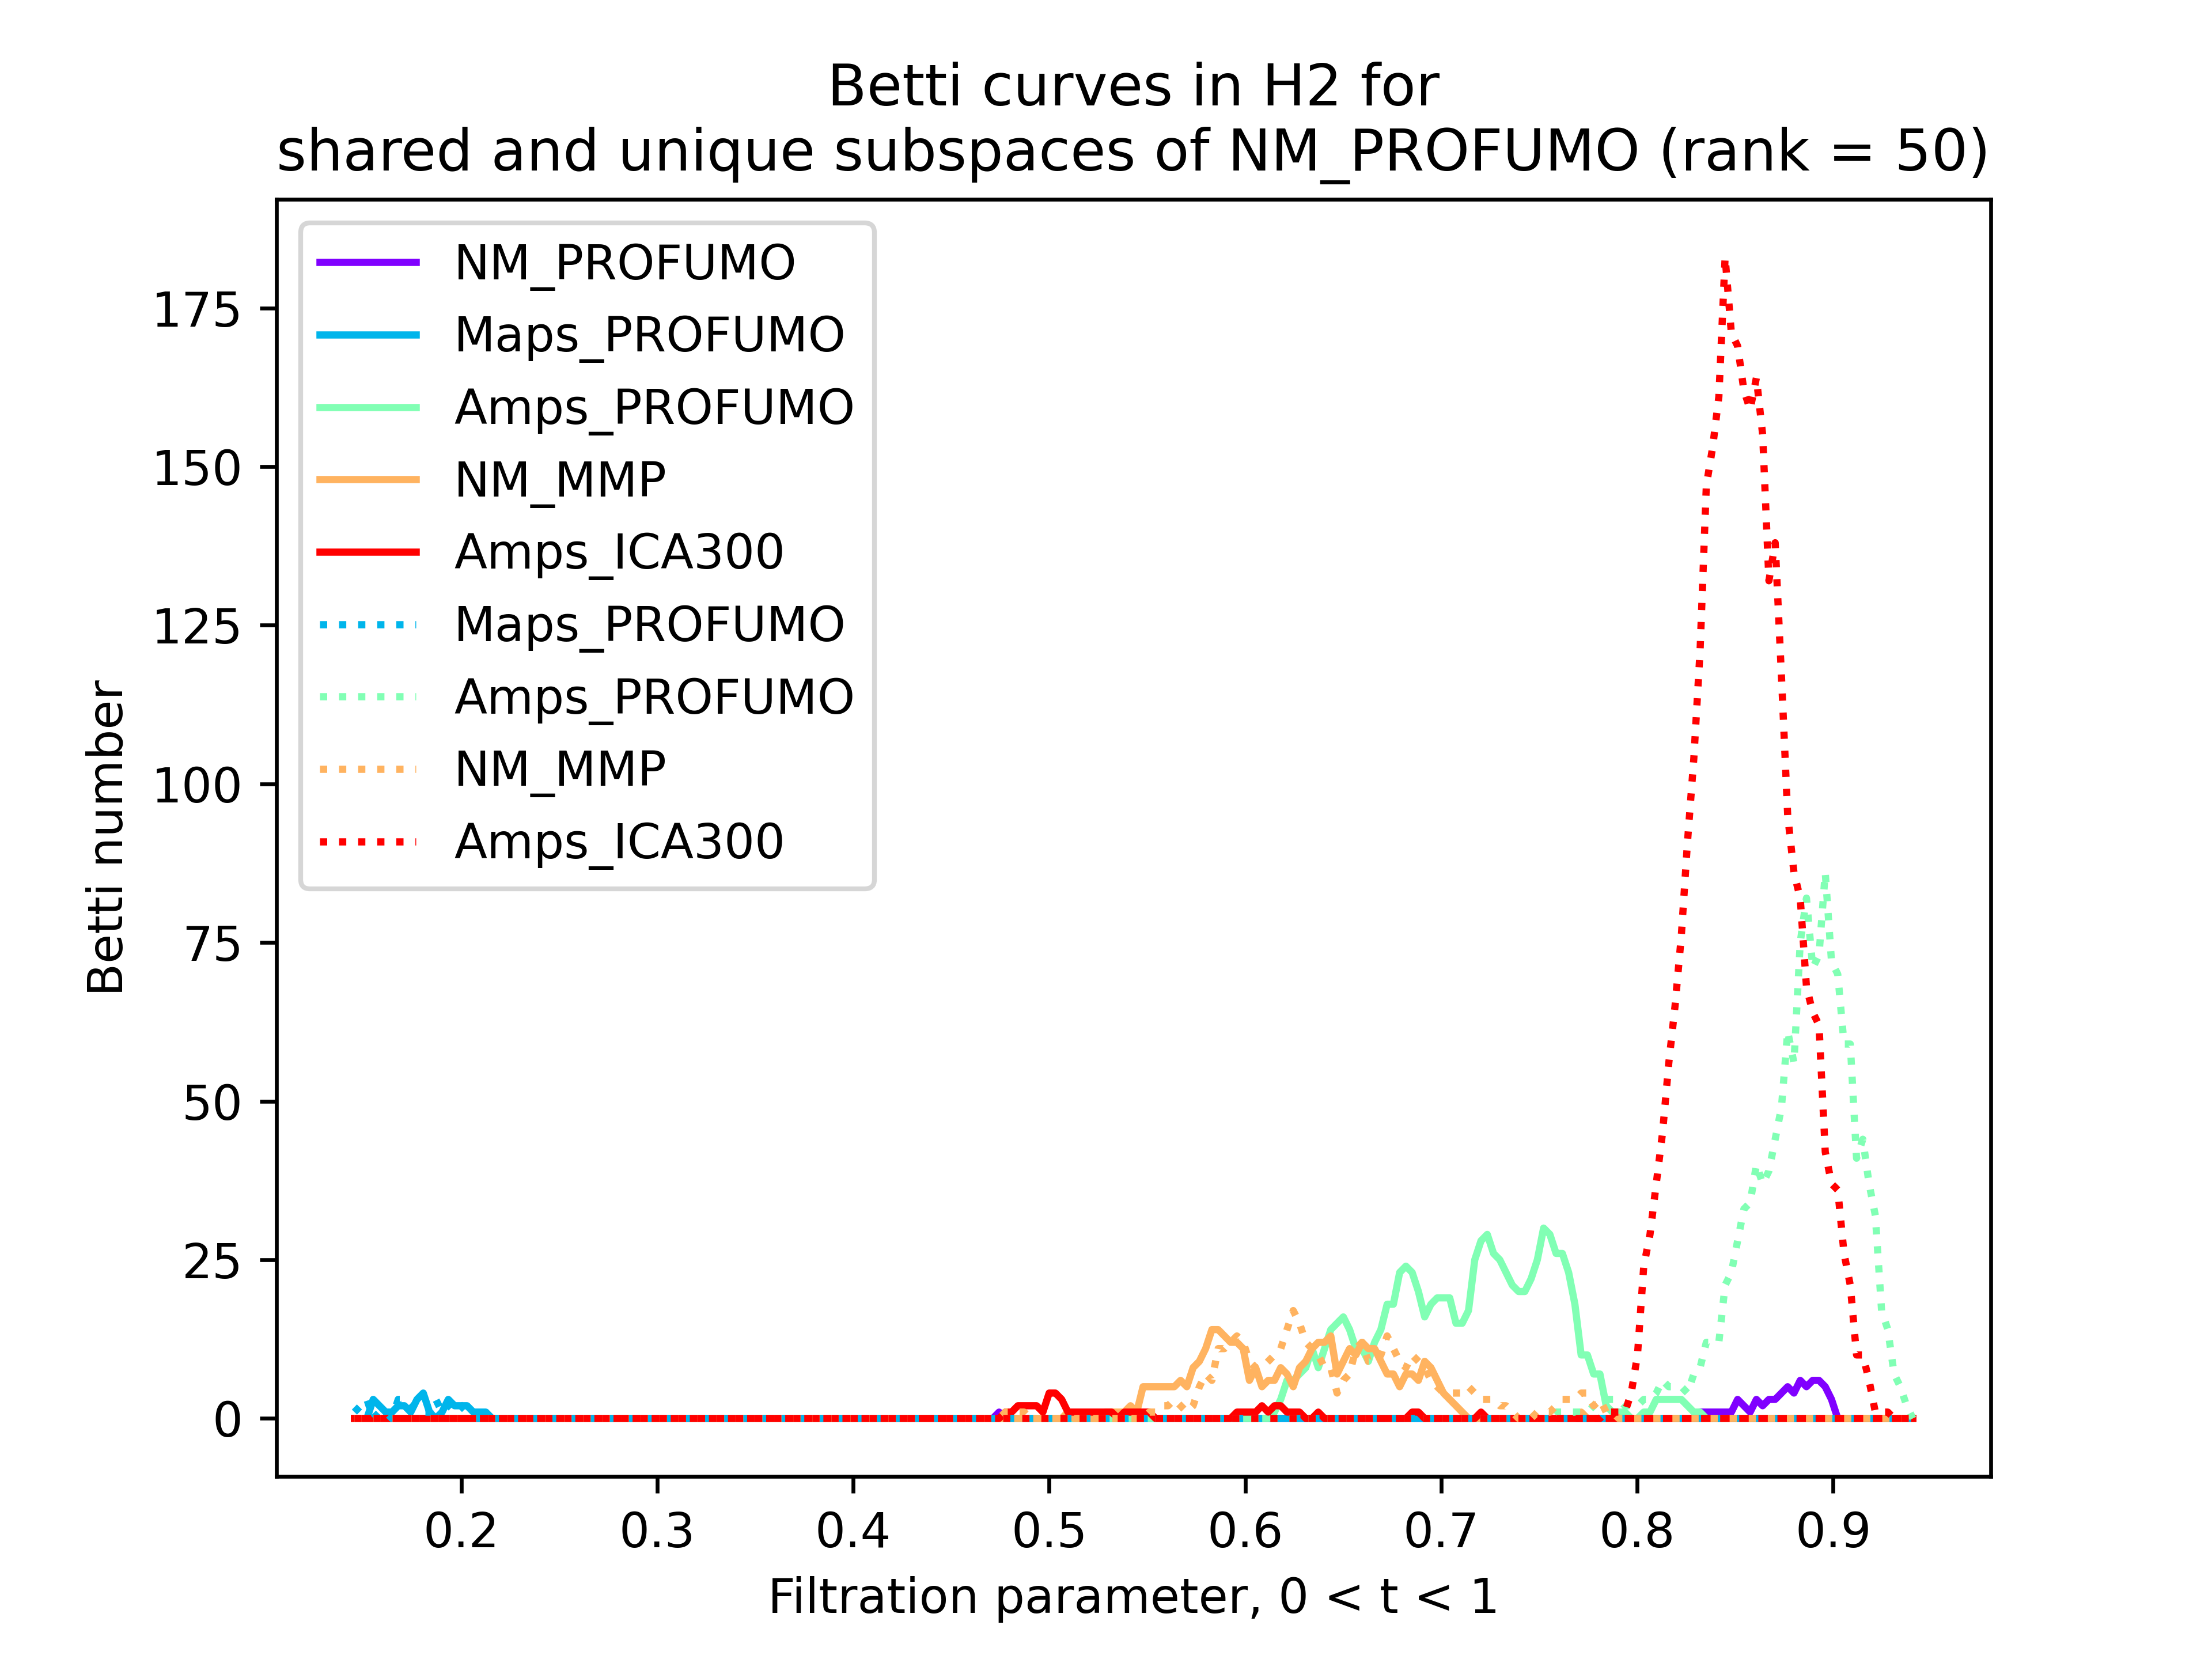 Betti curves in H2 for
shared and unique subspaces of NM_PROFUMO (rank = 50)
NM_PROFUMO
Maps_PROFUMO
Amps_PROFUMO
NM_MMP
Amps_ICA300
Maps_PROFUMO
Amps_PROFUMO
NM_MMP
Amps_ICA300
Betti number
175
150
125
100
75
50
25
0
0.2 0.3 0.4 0.5 0.6 0.7 0.8 0.9
Filtration parameter, 0 < t < 1